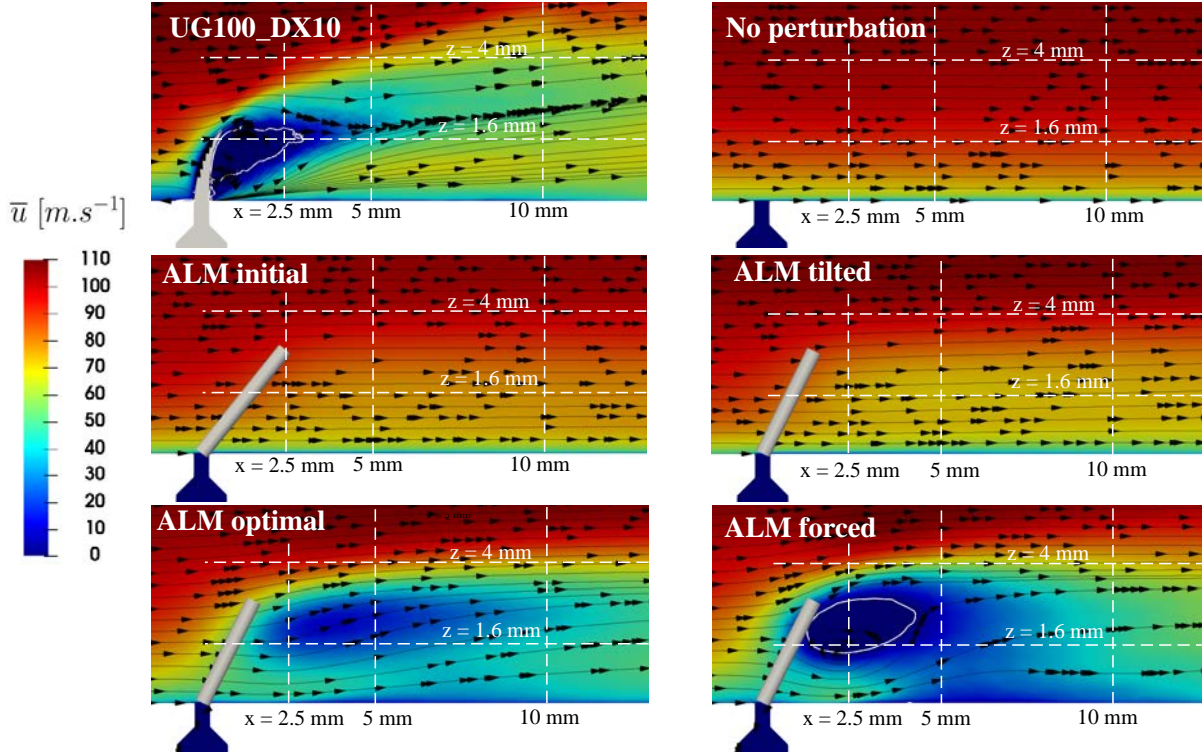 UG100_DX10
z = 4 mm
z = 1.6 mm
x = 2.5 mm 5 mm 10 mm
No perturbation
z = 4 mm
z = 1.6 mm
x = 2.5 mm 5 mm 10 mm
u̅ [m.s⁻¹]
110
100
90
80
70
60
50
40
30
20
10
0
ALM initial
z = 4 mm
z = 1.6 mm
x = 2.5 mm 5 mm 10 mm
ALM tilted
z = 4 mm
z = 1.6 mm
x = 2.5 mm 5 mm 10 mm
ALM optimal
z = 4 mm
z = 1.6 mm
x = 2.5 mm 5 mm 10 mm
ALM forced
z = 4 mm
z = 1.6 mm
x = 2.5 mm 5 mm 10 mm